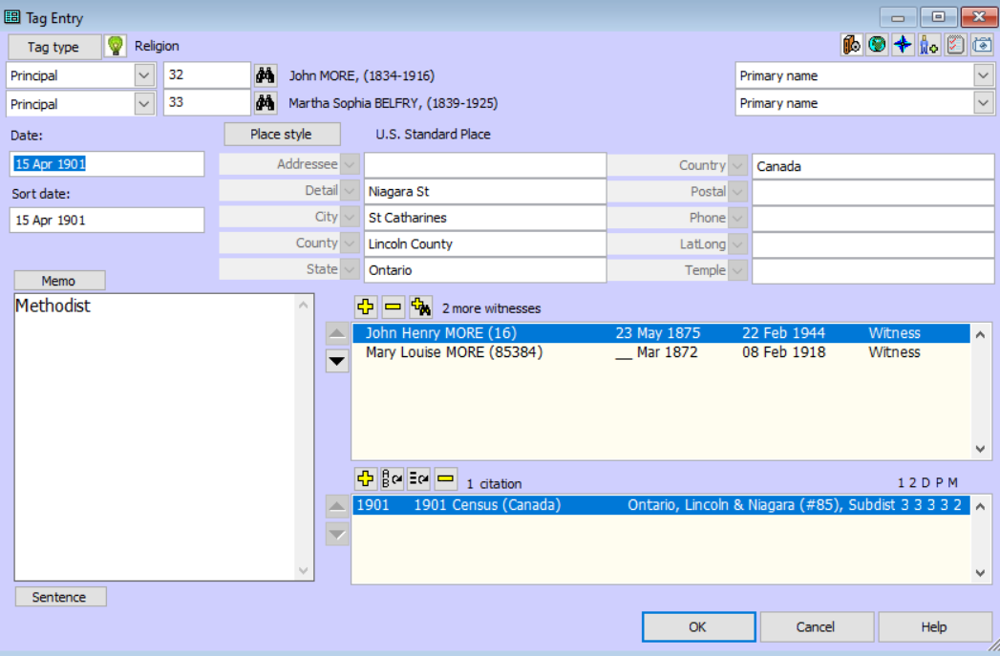 Tag Entry
Tag type Religion
Principal 32 John MORE, (1834-1916) Primary name
Principal 33 Martha Sophia BELFRY, (1839-1925) Primary name
Date: Place style U.S. Standard Place
15 Apr 1901 Addressee Country Canada
Sort date: Detail Niagara St Postal
15 Apr 1901 City St Catharines Phone
County Lincoln County LatLong
State Ontario Temple
Memo
Methodist
2 more witnesses
John Henry MORE (16) 23 May 1875 22 Feb 1944 Witness
Mary Louise MORE (85384) __ Mar 1872 08 Feb 1918 Witness
1 citation 1 2 D P M
1901 1901 Census (Canada) Ontario, Lincoln & Niagara (#85), Subdist 3 3 3 3 2
Sentence
OK Cancel Help